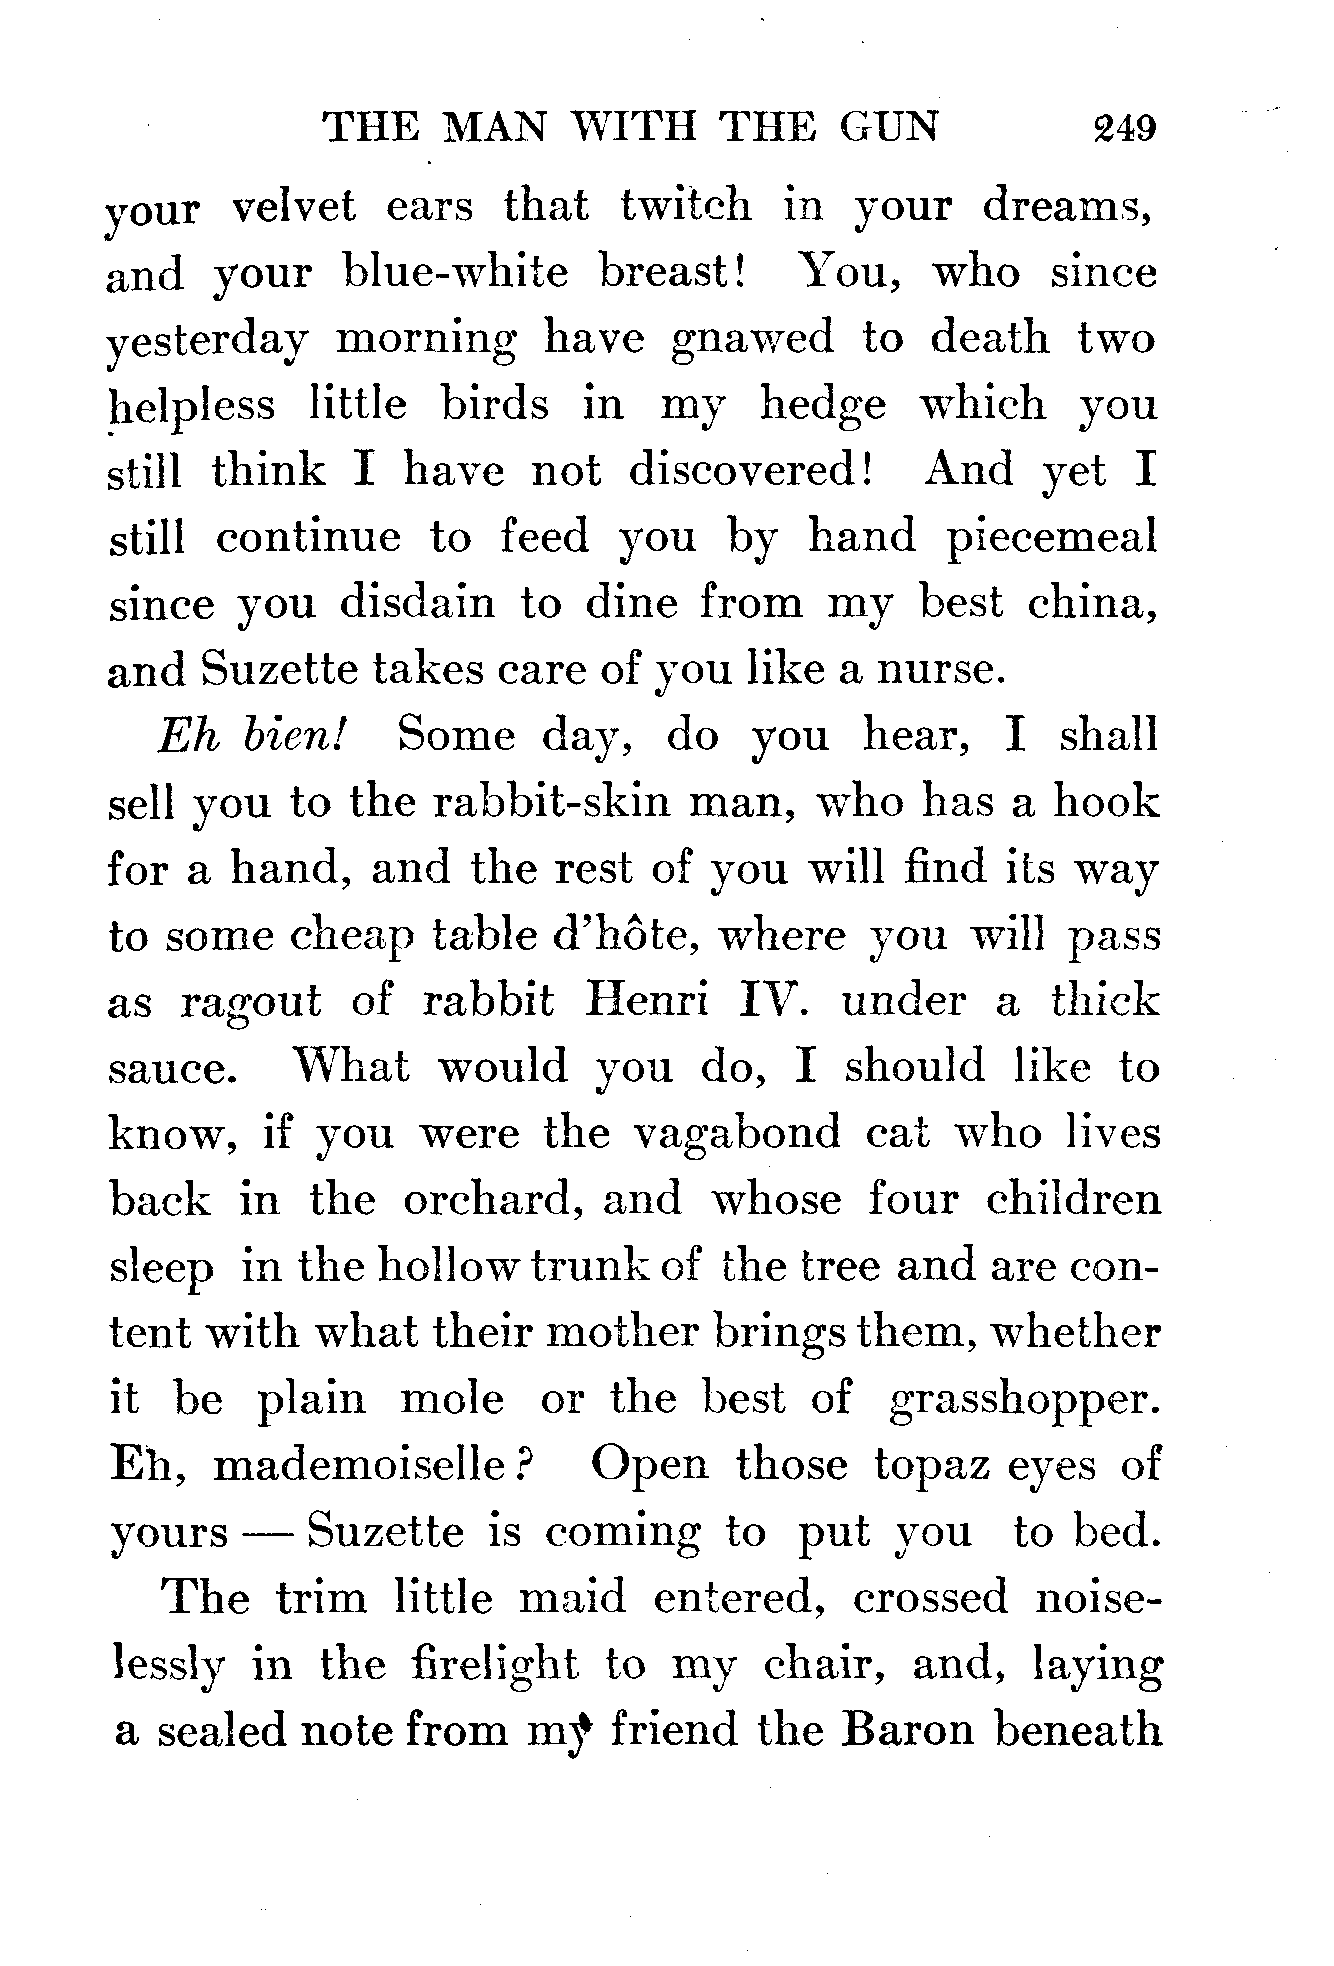 THE MAN WITH THE GUN 249
your velvet ears that twitch in your dreams,
and your blue-white breast! You, who since
yesterday morning have gnawed to death two
helpless little birds in my hedge which you
still think I have not discovered! And yet I
still continue to feed you by hand piecemeal
since you disdain to dine from my best china,
and Suzette takes care of you like a nurse.
Eh bien! Some day, do you hear, I shall
sell you to the rabbit-skin man, who has a hook
for a hand, and the rest of you will find its way
to some cheap table d'hôte, where you will pass
as ragout of rabbit Henri IV. under a thick
sauce. What would you do, I should like to
know, if you were the vagabond cat who lives
back in the orchard, and whose four children
sleep in the hollow trunk of the tree and are con-
tent with what their mother brings them, whether
it be plain mole or the best of grasshopper.
Eh, mademoiselle? Open those topaz eyes of
yours — Suzette is coming to put you to bed.
The trim little maid entered, crossed noise-
lessly in the firelight to my chair, and, laying
a sealed note from my friend the Baron beneath